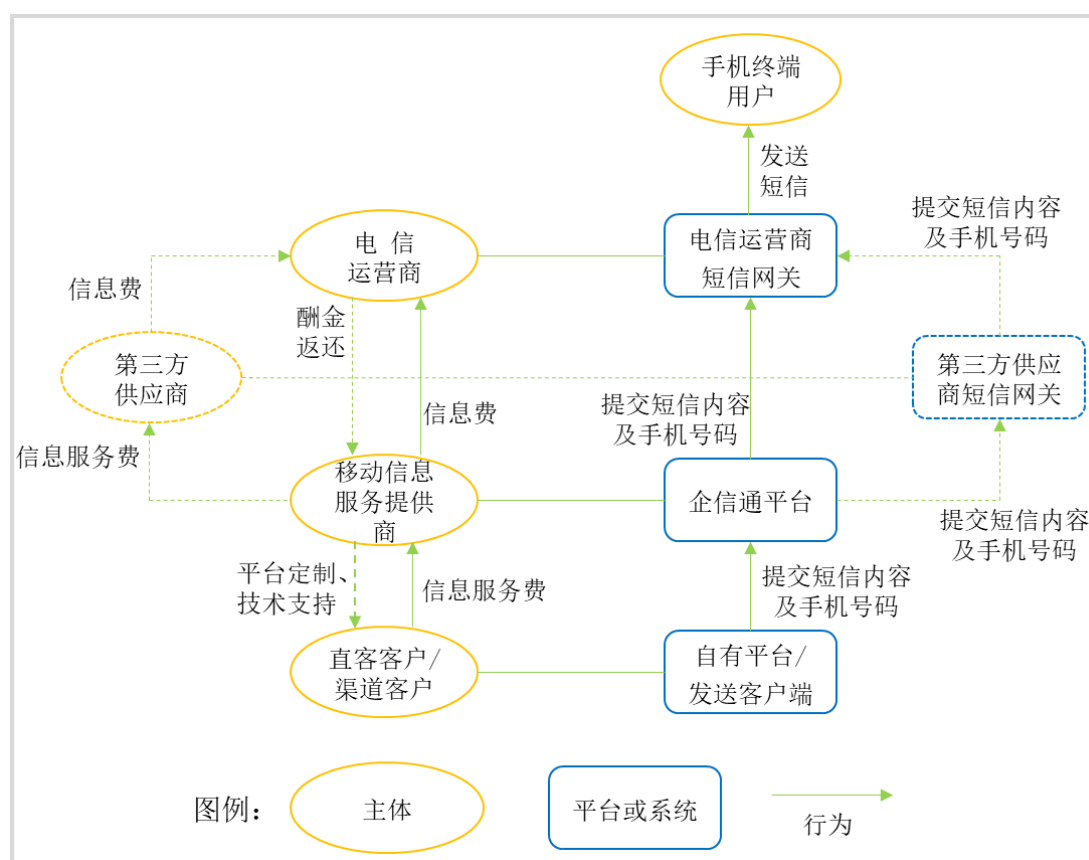 手机终端
用户
发送
短信
提交短信内容
及手机号码
电 信
运营商
电信运营商
短信网关
信息费
酬金
返还
第三方
供应商
第三方供应
商短信网关
信息费
提交短信内容
及手机号码
信息服务费
移动信息
服务提供
商
企信通平台
提交短信内容
及手机号码
平台定制、
技术支持
信息服务费
提交短信内容
及手机号码
直客客户/
渠道客户
自有平台/
发送客户端
图例：
主体
平台或系统
行为